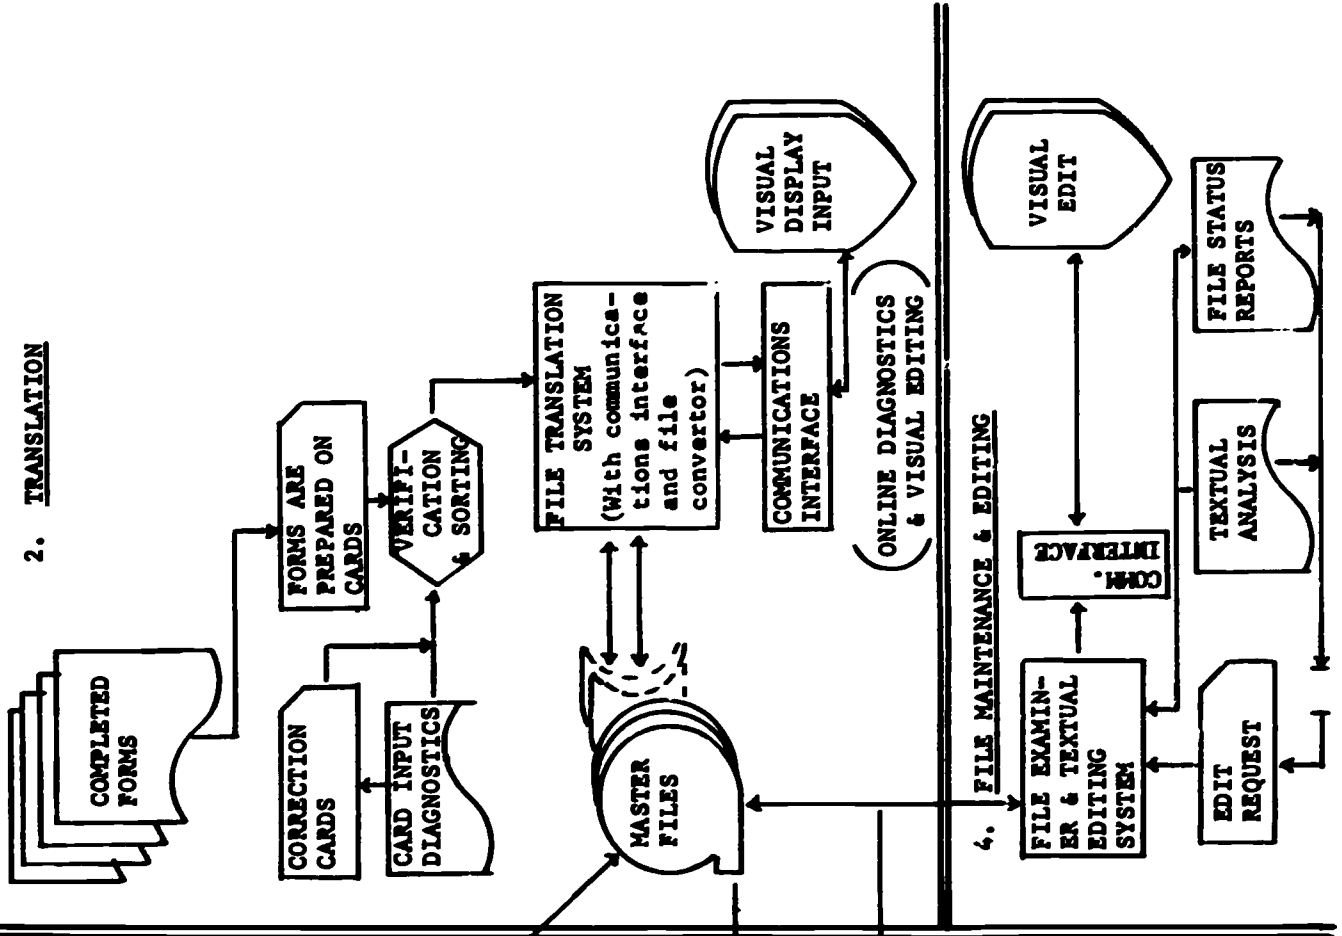 2. TRANSLATION
COMPLETED
FORMS
FORMS ARE
PREPARED ON
CARDS
CORRECTION
CARDS
VERIFI-
CATION
& SORTING
CARD INPUT
DIAGNOSTICS
FILE TRANSLATION
SYSTEM
(With communica-
tions interface
and file
convertor)
MASTER
FILES
COMMUNICATIONS
INTERFACE
VISUAL
DISPLAY
INPUT
ONLINE DIAGNOSTICS
& VISUAL EDITING
4. FILE MAINTENANCE & EDITING
FILE EXAMIN-
ER & TEXTUAL
EDITING
SYSTEM
COMM.
INTERFACE
VISUAL
EDIT
EDIT
REQUEST
TEXTUAL
ANALYSIS
FILE STATUS
REPORTS